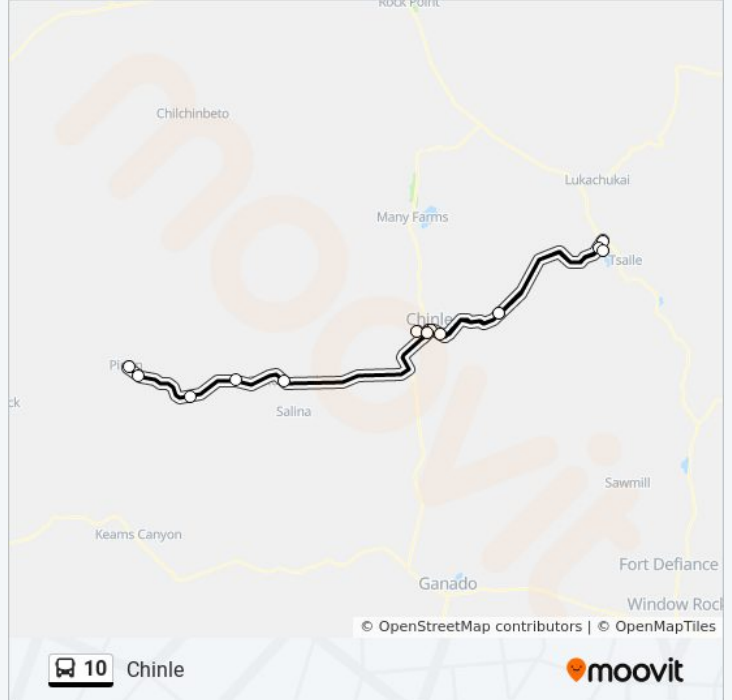 Rock Point
Chilchinbeto
Lukachukai
Many Farms
Tsaile
Chinle
Salina
Sawmill
Keams Canyon
Fort Defiance
Ganado
Window Rock
© OpenStreetMap contributors | © OpenMapTiles
10 Chinle
moovit
moovit